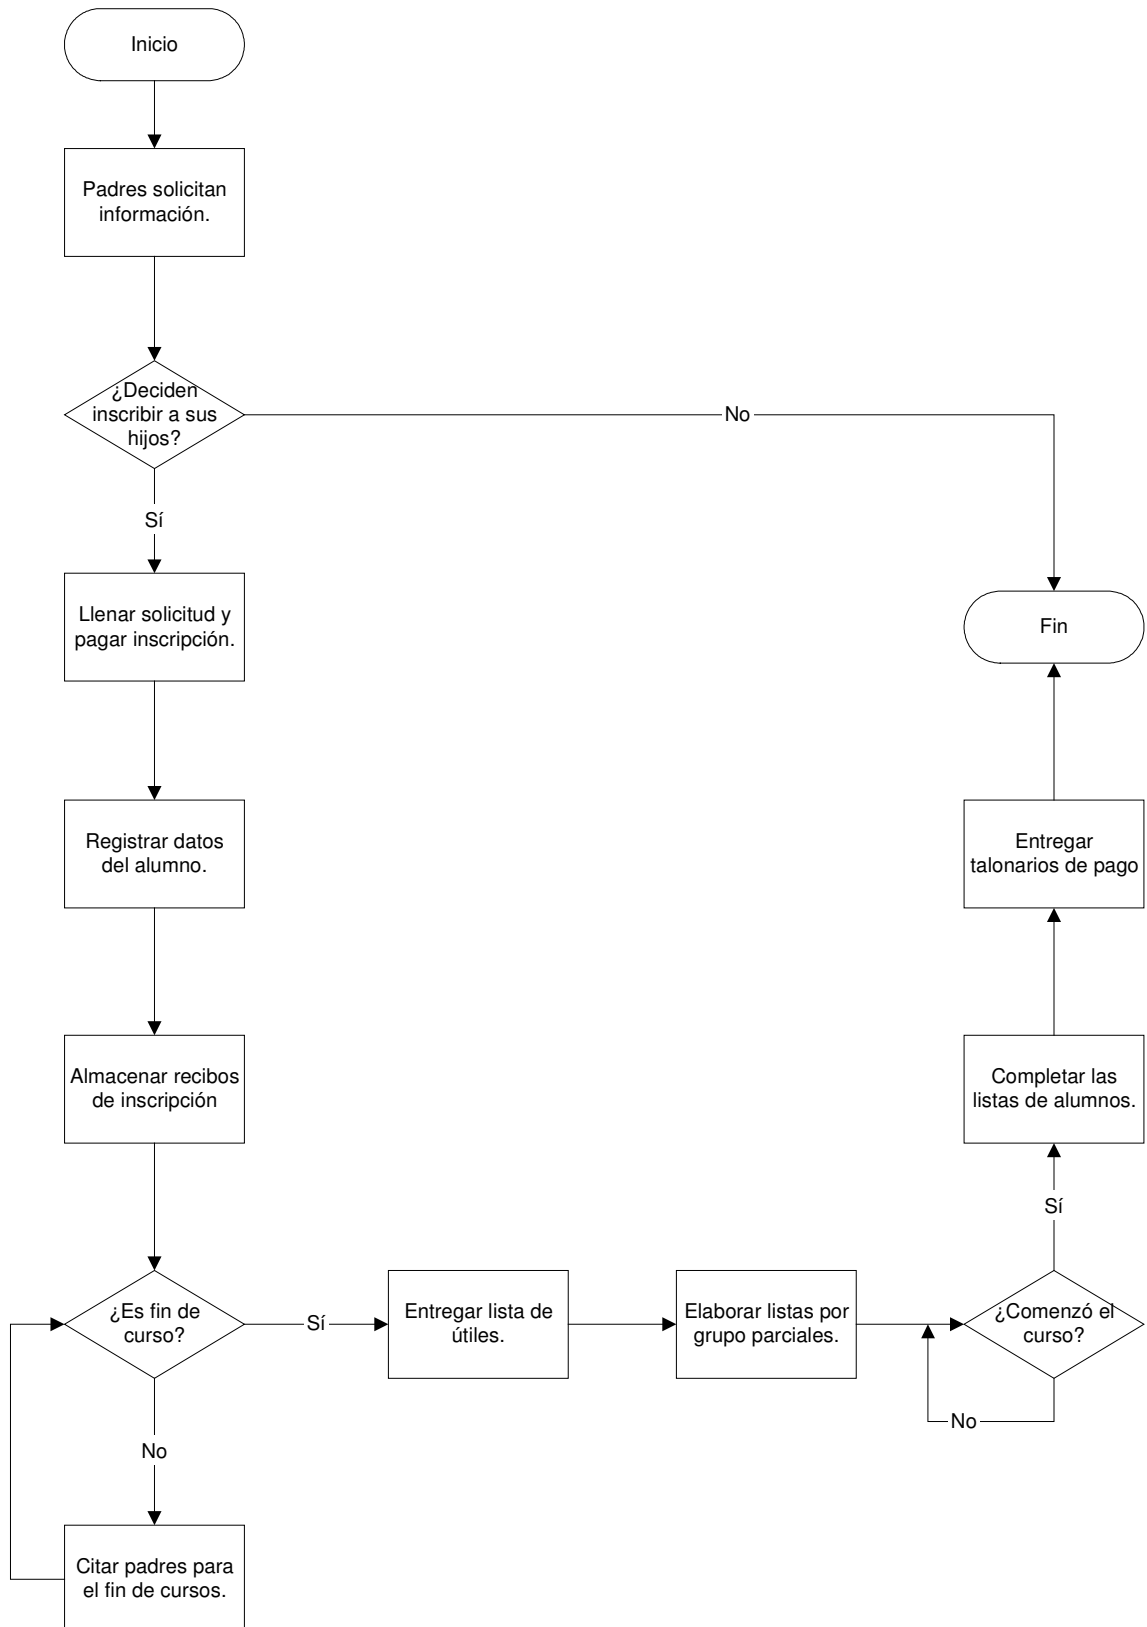 Inicio
Padres solicitan
información.
¿Deciden
inscribir a sus
hijos?
No
Sí
Llenar solicitud y
pagar inscripción.
Fin
Registrar datos
del alumno.
Entregar
talonarios de pago
Almacenar recibos
de inscripción
Completar las
listas de alumnos.
Sí
¿Es fin de
curso?
Sí
Entregar lista de
útiles.
Elaborar listas por
grupo parciales.
¿Comenzó el
curso?
No
No
Citar padres para
el fin de cursos.